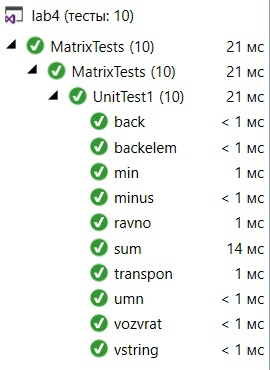 lab4 (тесты: 10)
MatrixTests (10) 21 мс
MatrixTests (10) 21 мс
UnitTest1 (10) 21 мс
back < 1 мс
backelem < 1 мс
min 1 мс
minus < 1 мс
ravno 1 мс
sum 14 мс
transpon 1 мс
umn < 1 мс
vozvrat < 1 мс
vstring < 1 мс